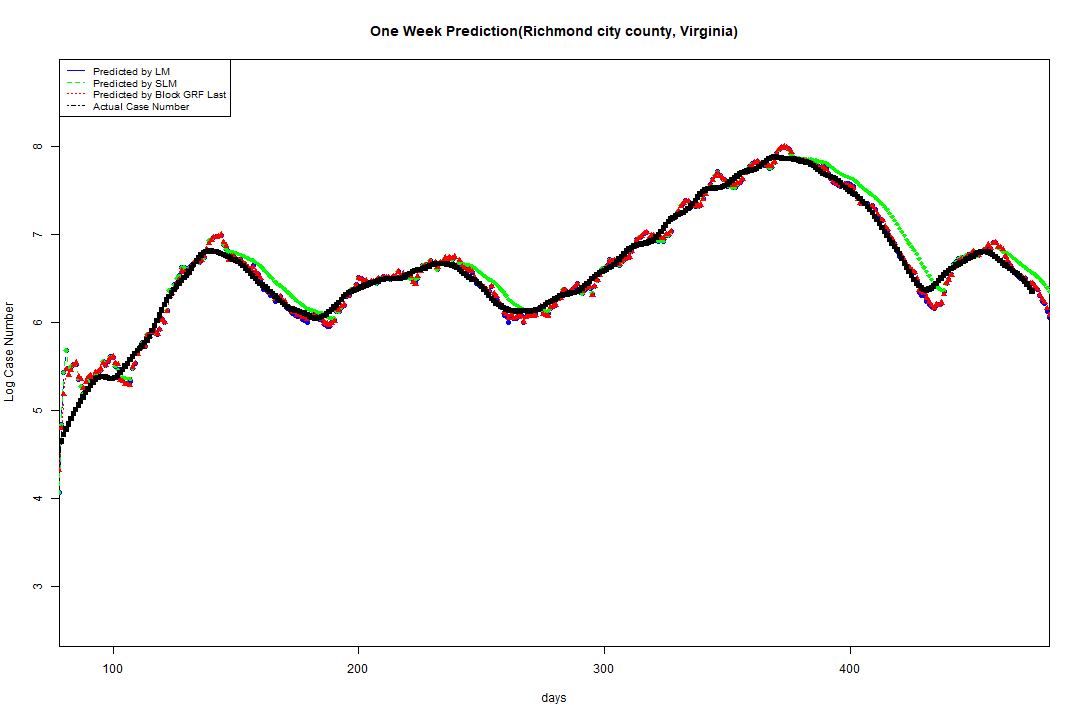 One Week Prediction(Richmond city county, Virginia)
Predicted by LM
Predicted by SLM
Predicted by Block GRF Last
Actual Case Number
8
7
6
5
4
3
Log Case Number
100
200
300
400
days